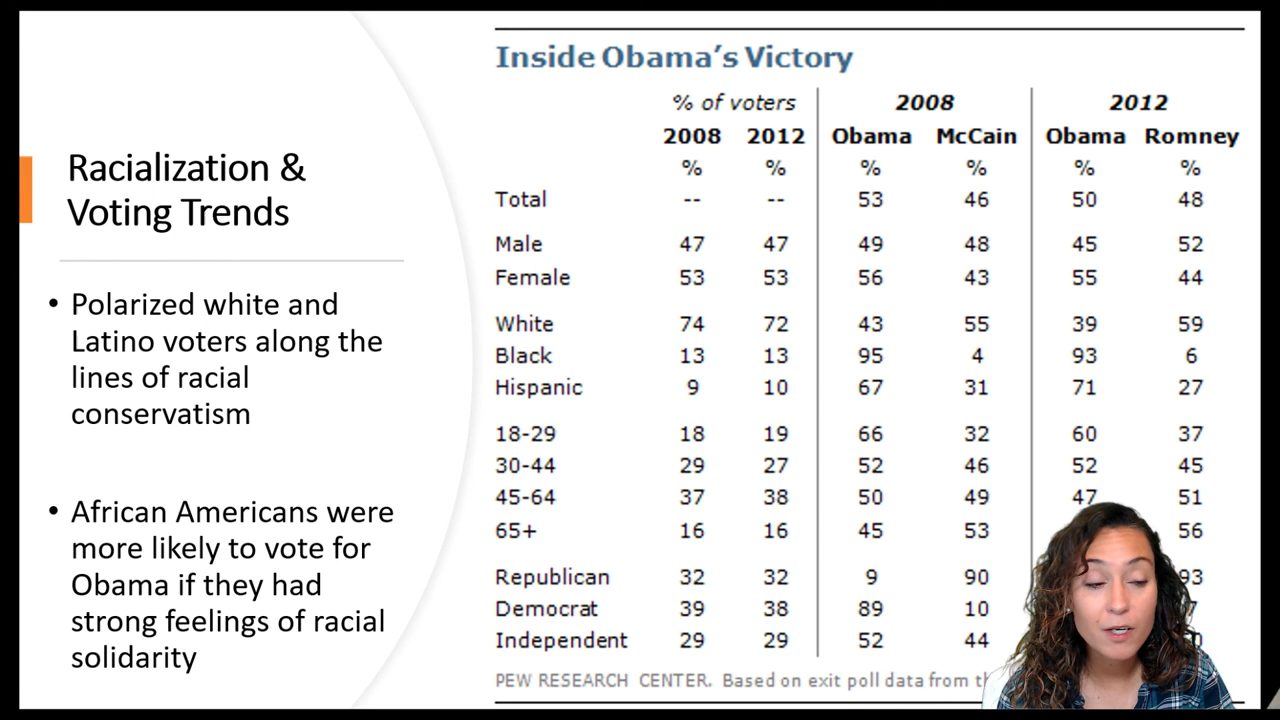 Racialization &
Voting Trends
• Polarized white and
Latino voters along the
lines of racial
conservatism
• African Americans were
more likely to vote for
Obama if they had
strong feelings of racial
solidarity
Inside Obama's Victory
% of voters 2008 2012
2008 2012 Obama McCain Obama Romney
% % % % % %
Total -- -- 53 46 50 48
Male 47 47 49 48 45 52
Female 53 53 56 43 55 44
White 74 72 43 55 39 59
Black 13 13 95 4 93 6
Hispanic 9 10 67 31 71 27
18-29 18 19 66 32 60 37
30-44 29 27 52 46 52 45
45-64 37 38 50 49 47 51
65+ 16 16 45 53 56
Republican 32 32 9 90 93
Democrat 39 38 89 10
Independent 29 29 52 44
PEW RESEARCH CENTER. Based on exit poll data from